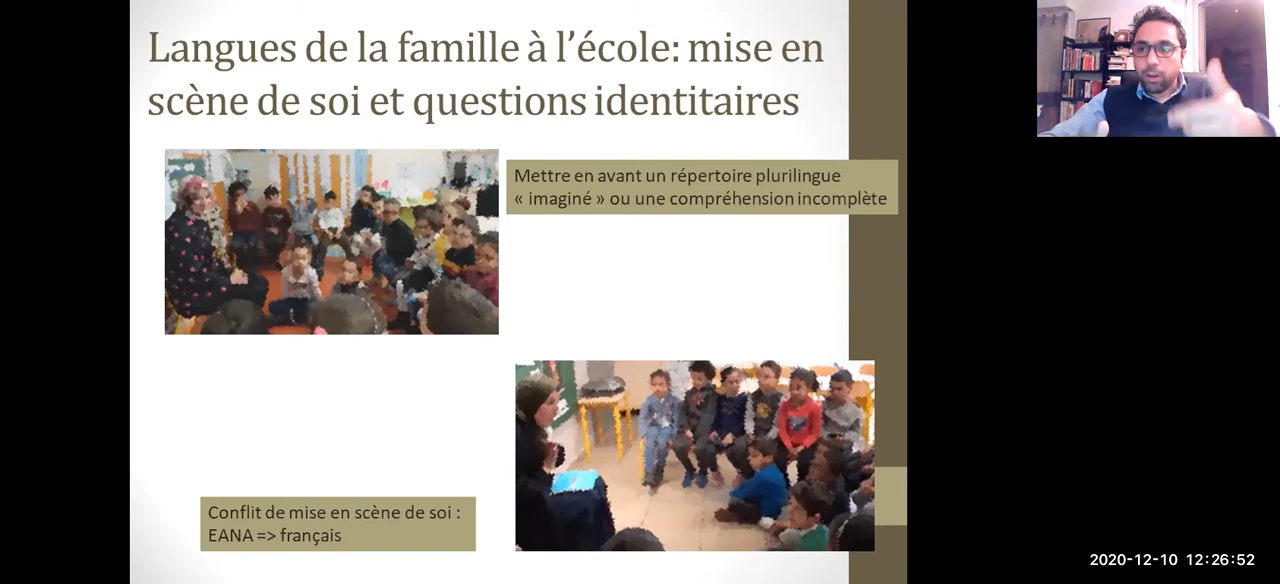 Langues de la famille à l’école: mise en
scène de soi et questions identitaires
Mettre en avant un répertoire plurilingue
« imaginé » ou une compréhension incomplète
Conflit de mise en scène de soi :
EANA => français
2020-12-10 12:26:52